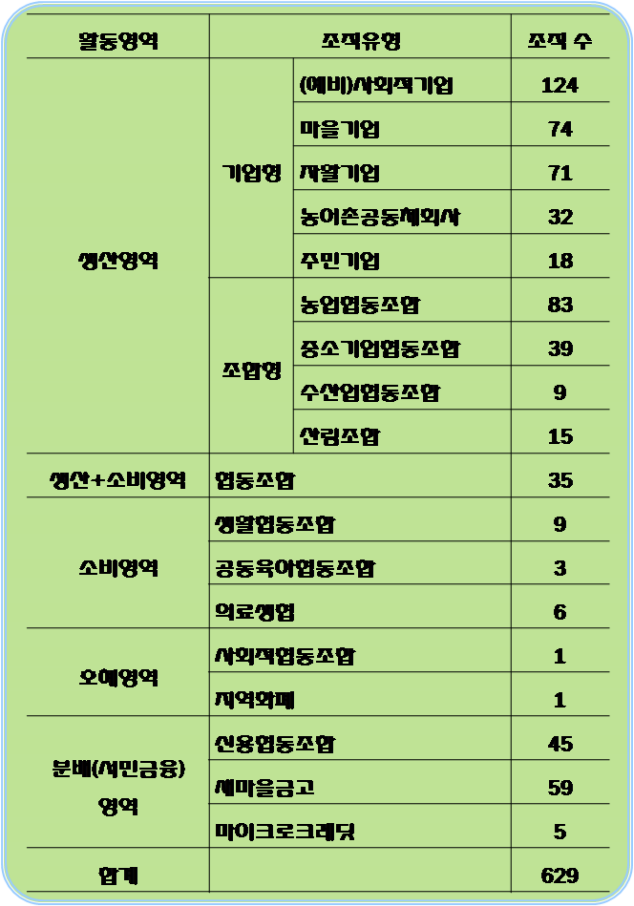 활동영역 조직유형 조직 수
(예비)사회적기업 124
마을기업 74
기업형 자활기업 71
농어촌공동체회사 32
생산영역 주민기업 18
농업협동조합 83
중소기업협동조합 39
조합형
수산업협동조합 9
산림조합 15
생산+소비영역 협동조합 35
생활협동조합 9
소비영역 공동육아협동조합 3
의료생협 6
사회적협동조합 1
호혜영역
지역화폐 1
신용협동조합 45
분배(서민금융)
영역
새마을금고 59
마이크로크레딧 5
합계 629